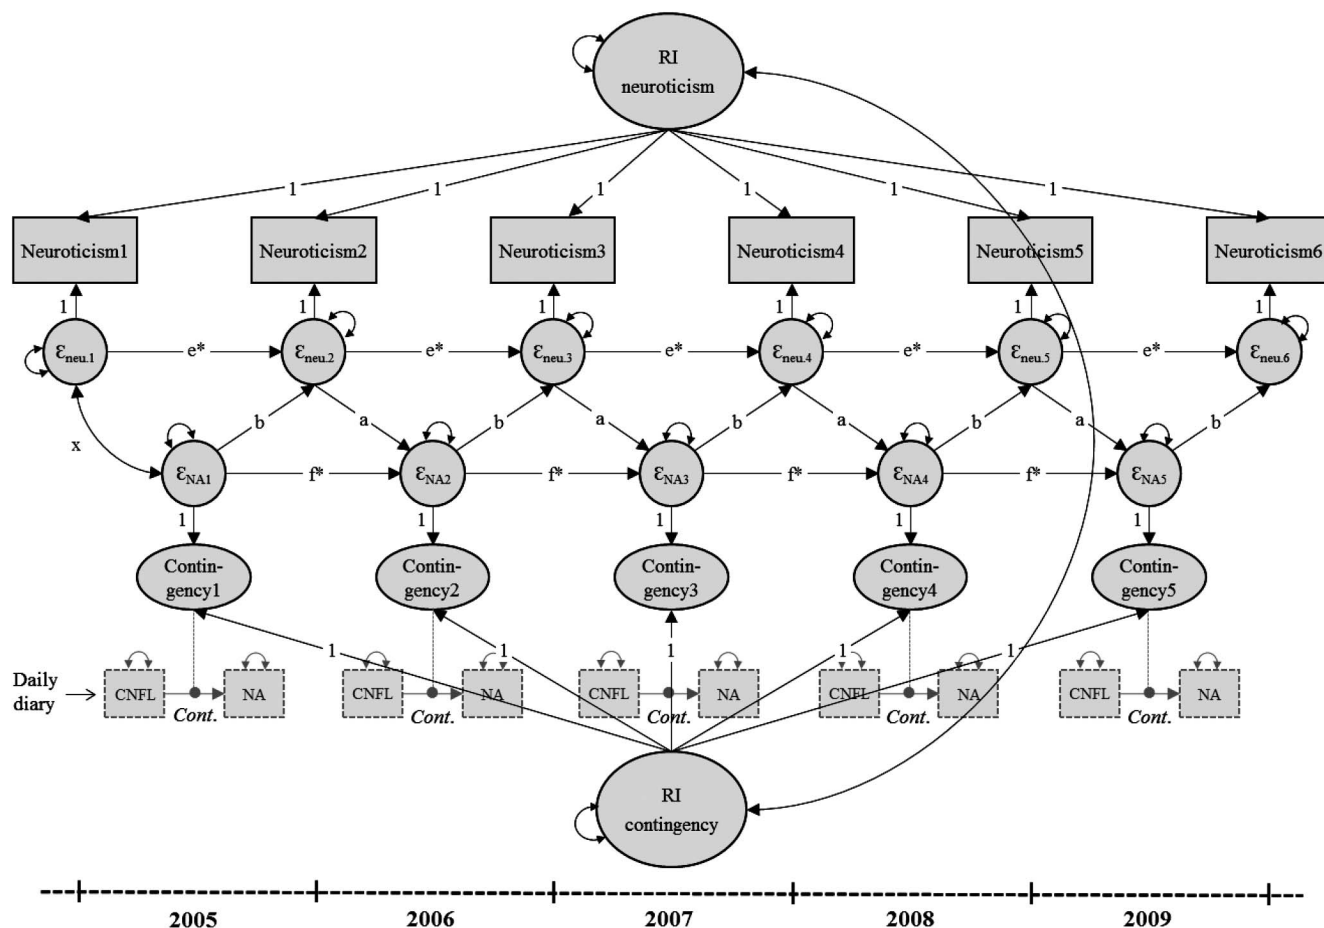 RI
neuroticism
1 1 1 1 1 1
Neuroticism1 Neuroticism2 Neuroticism3 Neuroticism4 Neuroticism5 Neuroticism6
1 1 1 1 1 1
εneu.1 e* εneu.2 e* εneu.3 e* εneu.4 e* εneu.5 e* εneu.6
x b a b a b a b a b
εNA1 f* εNA2 f* εNA3 f* εNA4 f* εNA5
1 1 1 1 1
Contin-
gency1
Contin-
gency2
Contin-
gency3
Contin-
gency4
Contin-
gency5
1 1 1 1 1
Daily
diary
CNFL NA CNFL NA CNFL NA CNFL NA CNFL NA
Cont. Cont. Cont. Cont. Cont.
RI
contingency
2005 2006 2007 2008 2009